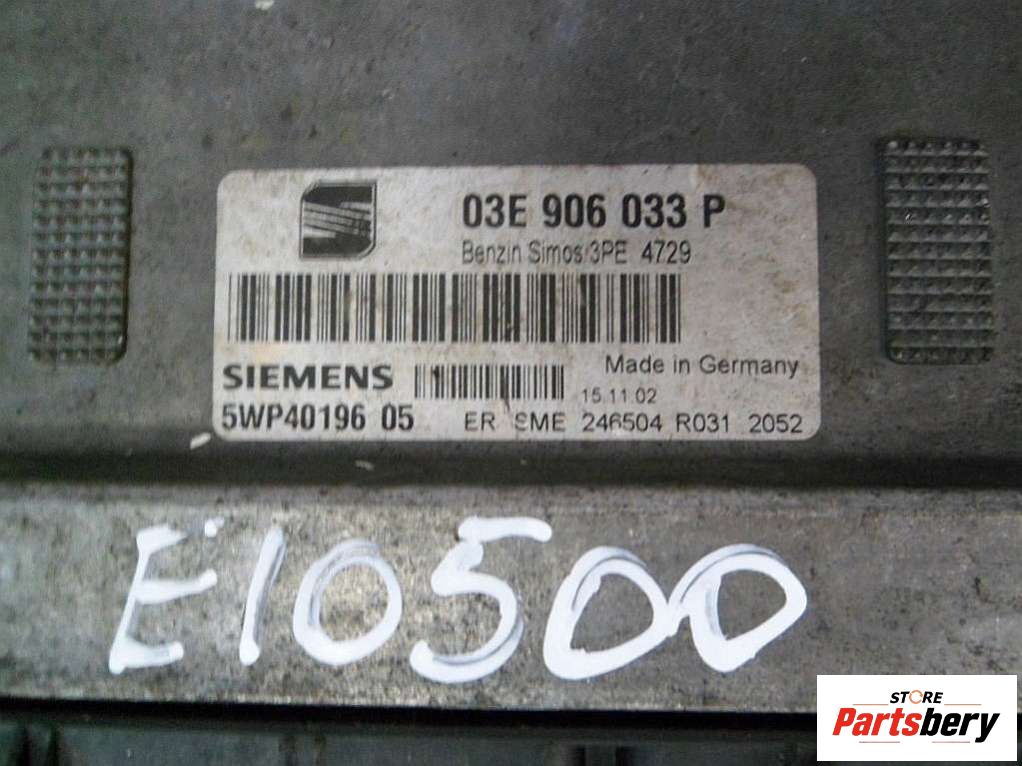 03E 906 033 P
Benzin Simos/3PE 4729
Made in Germany
SIEMENS
15.11.02
5WP40196 05
ER SME 246504 R031 2052
E10500
STORE
Partsbery